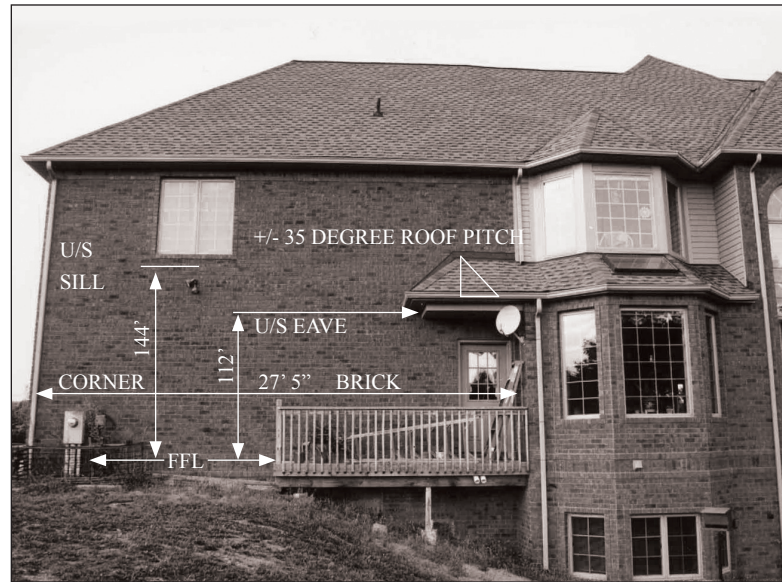 +/- 35 DEGREE ROOF PITCH
U/S
SILL
U/S EAVE
144’
112’
CORNER
27’ 5” BRICK
FFL